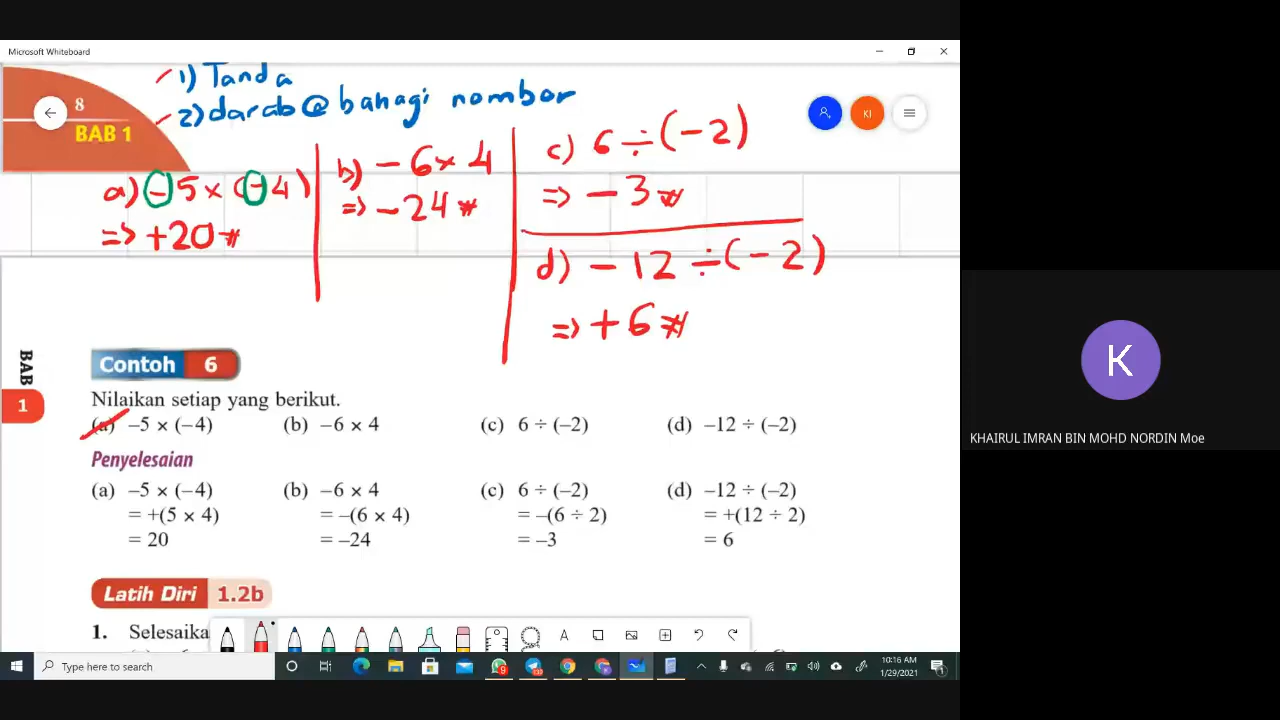 Microsoft Whiteboard
1) Tanda
2) darab @ bahagi nombor
8
BAB 1
KI
a) -5 × (-4)
=> +20
b) -6 × 4
=> -24
c) 6 ÷ (-2)
=> -3
d) -12 ÷ (-2)
=> +6
BAB
1
Contoh 6
Nilaikan setiap yang berikut.
(a) –5 × (–4) (b) –6 × 4 (c) 6 ÷ (–2) (d) –12 ÷ (–2)
Penyelesaian
(a) –5 × (–4) (b) –6 × 4 (c) 6 ÷ (–2) (d) –12 ÷ (–2)
= +(5 × 4) = –(6 × 4) = –(6 ÷ 2) = +(12 ÷ 2)
= 20 = –24 = –3 = 6
Latih Diri 1.2b
1. Selesaika
A
Type here to search
10:16 AM
1/29/2021
K
KHAIRUL IMRAN BIN MOHD NORDIN Moe